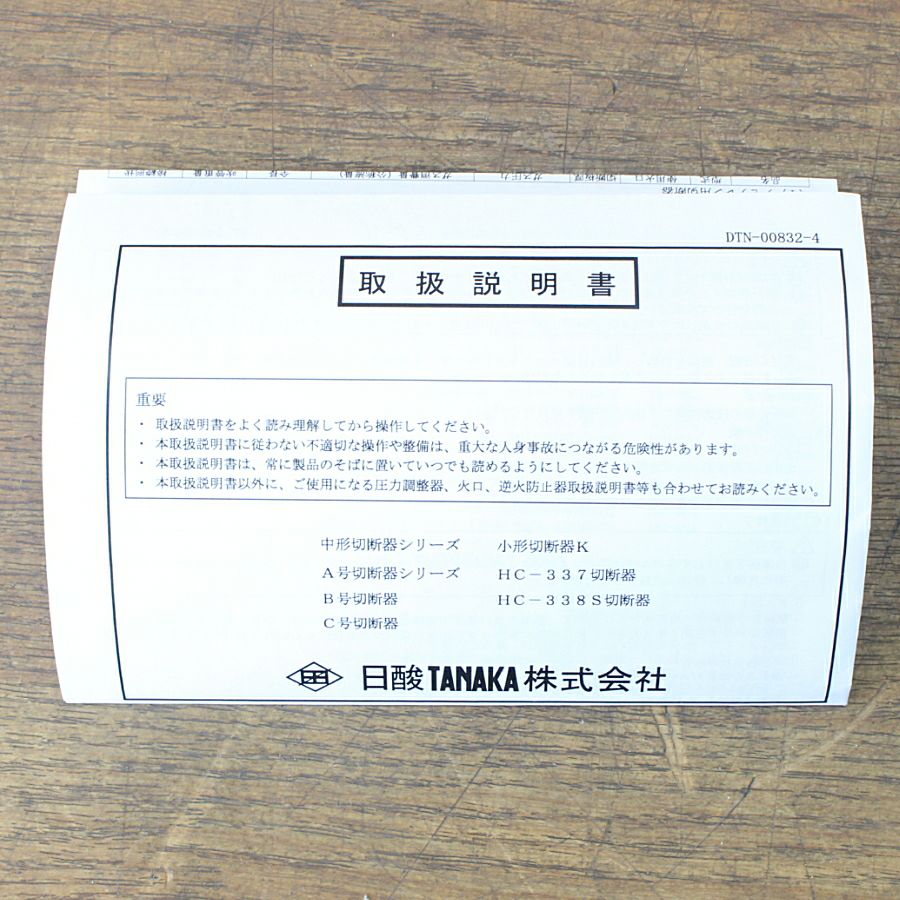 DTN-00832-4
取扱説明書
重要
・ 取扱説明書をよく読み理解してから操作してください。
・ 本取扱説明書に従わない不適切な操作や整備は、重大な人身事故につながる危険性があります。
・ 本取扱説明書は、常に製品のそばに置いていつでも読めるようにしてください。
・ 本取扱説明書以外に、ご使用になる圧力調整器、火口、逆火防止器取扱説明書等も合わせてお読みください。
中形切断器シリーズ 小形切断器K
A号切断器シリーズ HC-337切断器
B号切断器 HC-338S切断器
C号切断器
日酸TANAKA株式会社